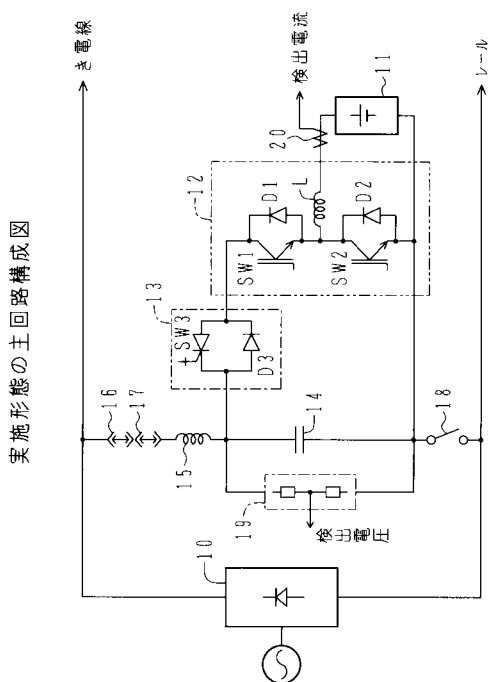 実施形態の主回路構成図
き電線
16
17
13
12
SW3
SW1
D1
検出電流
15
D3
L
20
10
14
SW2
D2
11
19
検出電圧
18
レール